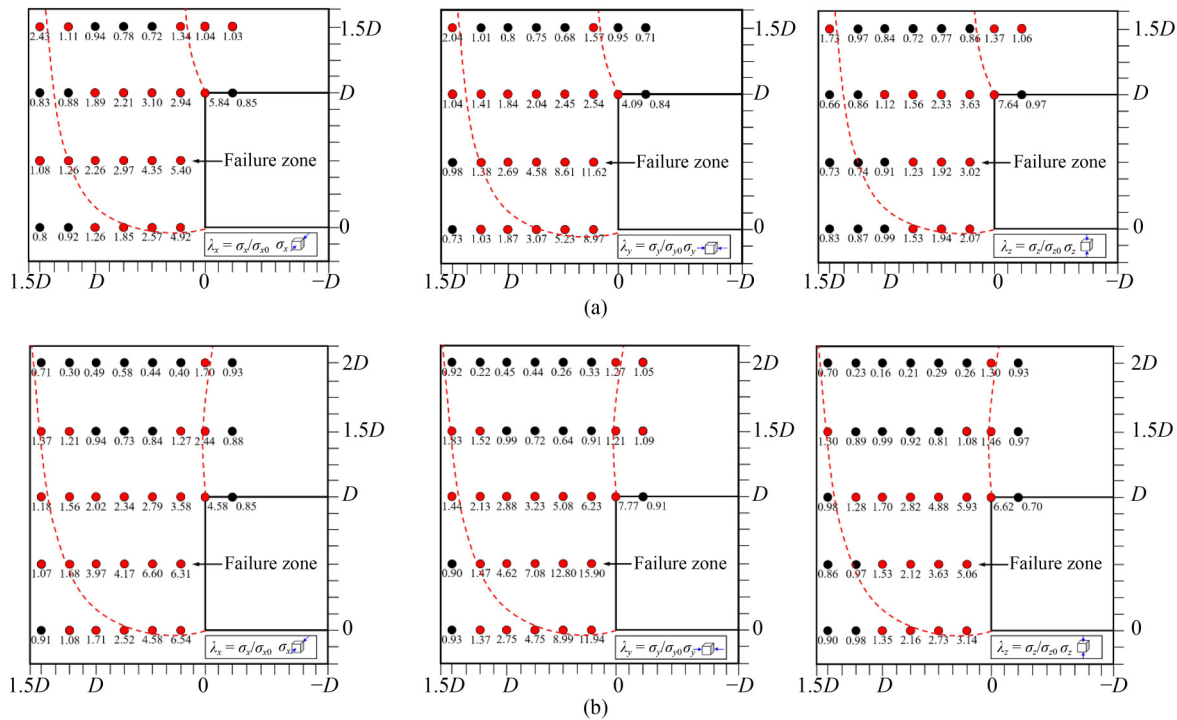 1.5D
2.43 1.11 0.94 0.78 0.72 1.34 1.04 1.03
D
0.83 0.88 1.89 2.21 3.10 2.94 5.84 0.85
Failure zone
1.08 1.26 2.26 2.97 4.35 5.40
0
0.8 0.92 1.26 1.85 2.57 4.92
λx = σx/σx0 σx
1.5D D 0 −D
1.5D
2.04 1.01 0.8 0.75 0.68 1.57 0.95 0.71
D
1.04 1.41 1.84 2.04 2.45 2.54 4.09 0.84
Failure zone
0.98 1.38 2.69 4.58 8.61 11.62
0
0.73 1.03 1.87 3.07 5.23 8.97
λy = σy/σy0 σy
1.5D D 0 −D
1.5D
1.73 0.97 0.84 0.72 0.77 0.86 1.37 1.06
D
0.66 0.86 1.12 1.56 2.33 3.63 7.64 0.97
Failure zone
0.73 0.74 0.91 1.23 1.92 3.02
0
0.83 0.87 0.99 1.53 1.94 2.07
λz = σz/σz0 σz
1.5D D 0 −D
(a)
2D
0.71 0.30 0.49 0.58 0.44 0.40 1.70 0.93
1.5D
1.37 1.21 0.94 0.73 0.84 1.27 2.44 0.88
D
1.18 1.56 2.02 2.34 2.79 3.58 4.58 0.85
Failure zone
1.07 1.68 3.97 4.17 6.60 6.31
0
0.91 1.08 1.71 2.52 4.58 6.54
λx = σx/σx0 σx
1.5D D 0 −D
2D
0.92 0.22 0.45 0.44 0.26 0.33 1.27 1.05
1.5D
1.83 1.52 0.99 0.72 0.64 0.91 1.21 1.09
D
1.44 2.13 2.88 3.23 5.08 6.23 7.77 0.91
Failure zone
0.90 1.47 4.62 7.08 12.80 15.90
0
0.93 1.37 2.75 4.75 8.99 11.94
λy = σy/σy0 σy
1.5D D 0 −D
2D
0.70 0.23 0.16 0.21 0.29 0.26 1.30 0.93
1.5D
1.30 0.89 0.99 0.92 0.81 1.08 1.46 0.97
D
0.98 1.28 1.70 2.82 4.88 5.93 6.62 0.70
Failure zone
0.86 0.97 1.53 2.12 3.63 5.06
0
0.90 0.98 1.35 2.16 2.73 3.14
λz = σz/σz0 σz
1.5D D 0 −D
(b)